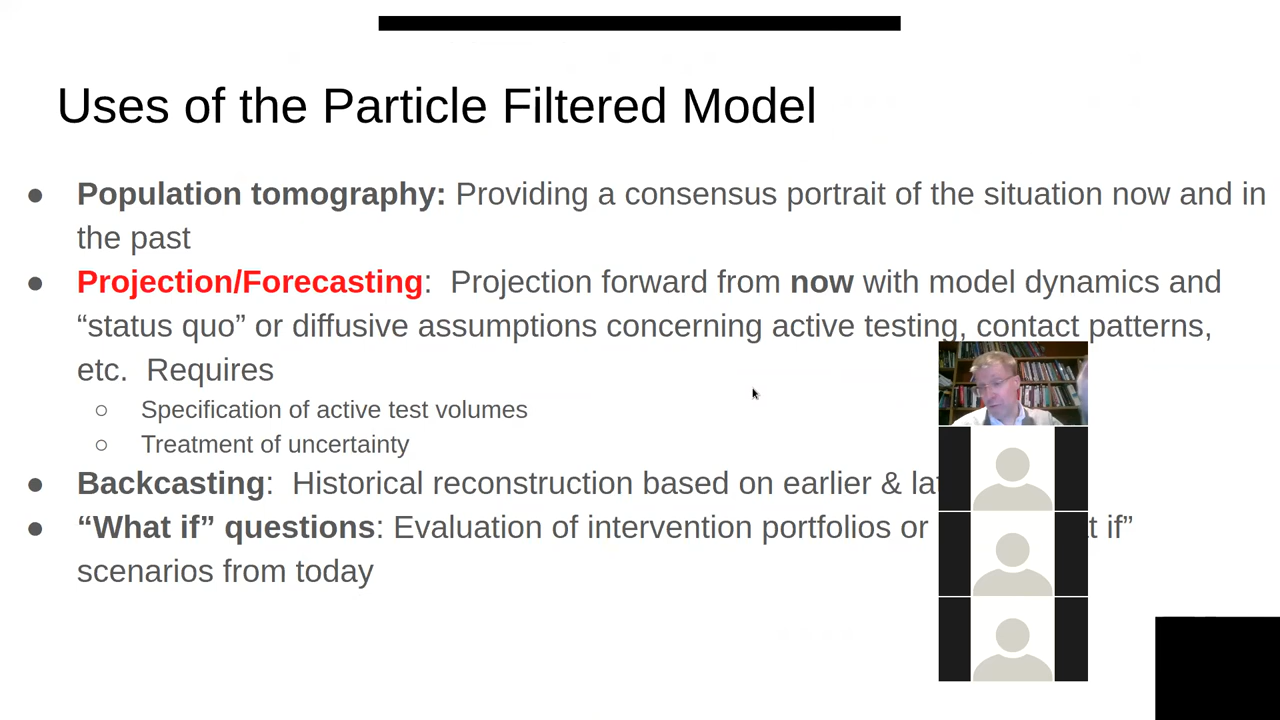 Uses of the Particle Filtered Model
● Population tomography: Providing a consensus portrait of the situation now and in
the past
● Projection/Forecasting:  Projection forward from now with model dynamics and
“status quo” or diffusive assumptions concerning active testing, contact patterns,
etc.  Requires
○ Specification of active test volumes
○ Treatment of uncertainty
● Backcasting:  Historical reconstruction based on earlier &
● “What if” questions: Evaluation of intervention portfolios or if”
scenarios from today